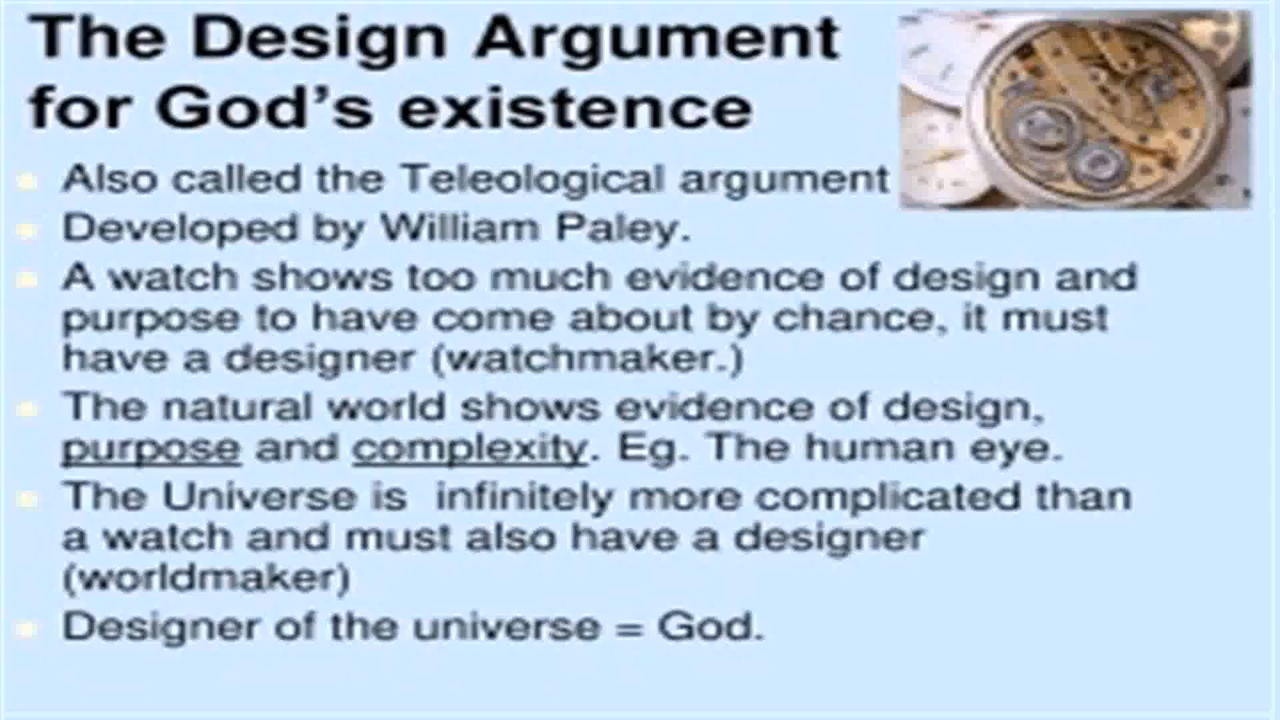 The Design Argument
for God's existence
Also called the Teleological argument
Developed by William Paley.
A watch shows too much evidence of design and
purpose to have come about by chance, it must
have a designer (watchmaker.)
The natural world shows evidence of design,
purpose and complexity. Eg. The human eye.
The Universe is  infinitely more complicated than
a watch and must also have a designer
(worldmaker)
Designer of the universe = God.